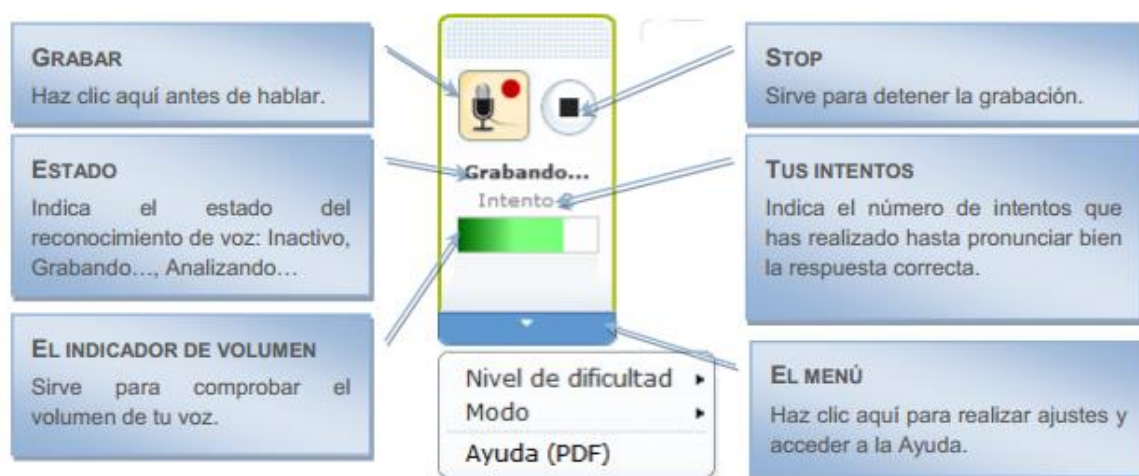 GRABAR
Haz clic aquí antes de hablar.
ESTADO
Indica el estado del
reconocimiento de voz: Inactivo,
Grabando…, Analizando…
EL INDICADOR DE VOLUMEN
Sirve para comprobar el
volumen de tu voz.
Grabando...
Intento
Nivel de dificultad
Modo
Ayuda (PDF)
STOP
Sirve para detener la grabación.
TUS INTENTOS
Indica el número de intentos que
has realizado hasta pronunciar bien
la respuesta correcta.
EL MENÚ
Haz clic aquí para realizar ajustes y
acceder a la Ayuda.